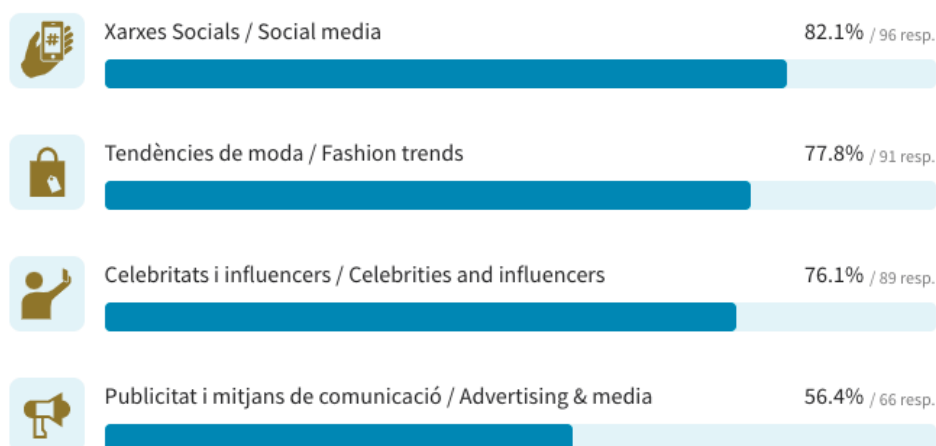 #
Xarxes Socials / Social media 82.1% / 96 resp.
Tendències de moda / Fashion trends 77.8% / 91 resp.
Celebritats i influencers / Celebrities and influencers 76.1% / 89 resp.
Publicitat i mitjans de comunicació / Advertising & media 56.4% / 66 resp.